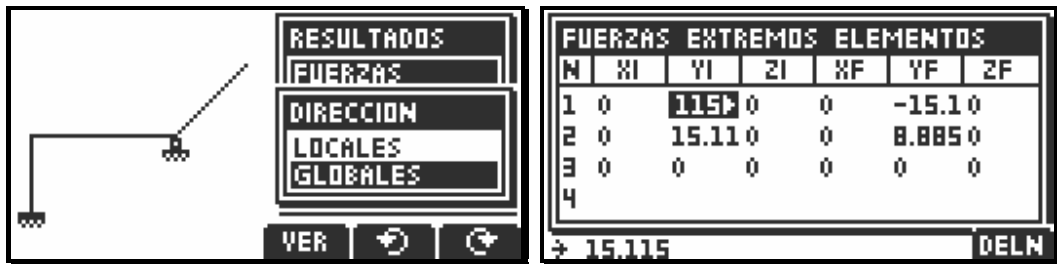 RESULTADOS
FUERZAS
DIRECCION
LOCALES
GLOBALES
VER
FUERZAS EXTREMOS ELEMENTOS
N XI YI ZI XF YF ZF
1 0 115 0 0 -15.1 0
2 0 15.11 0 0 8.885 0
3 0 0 0 0 0 0
4
→ 15.115 DELN